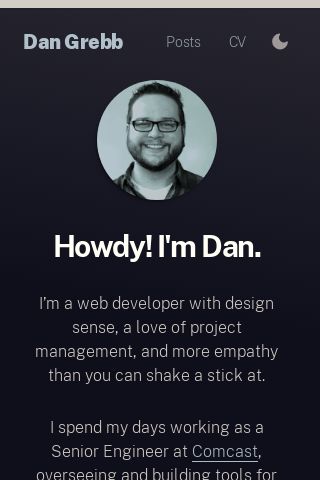 Dan Grebb
Posts
CV
Howdy! I'm Dan.
I'm a web developer with design
sense, a love of project
management, and more empathy
than you can shake a stick at.
I spend my days working as a
Senior Engineer at Comcast,
overseeing and building tools for